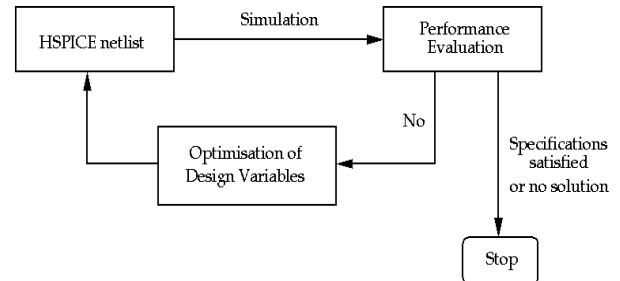 Simulation
HSPICE netlist
Performance
Evaluation
No
Optimisation of
Design Variables
Specifications
satisfied
or no solution
Stop